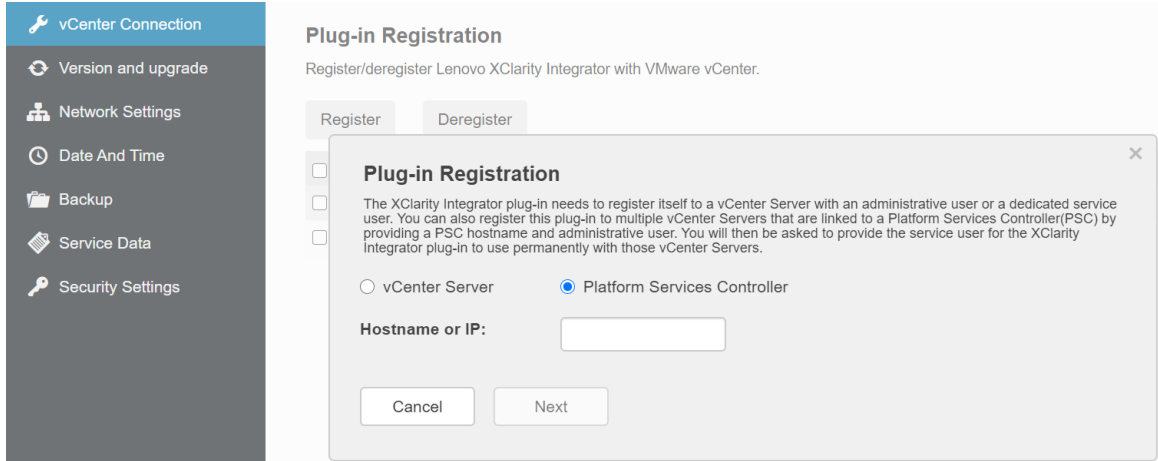 vCenter Connection
Version and upgrade
Network Settings
Date And Time
Backup
Service Data
Security Settings
Plug-in Registration
Register/deregister Lenovo XClarity Integrator with VMware vCenter.
Register Deregister
Plug-in Registration
The XClarity Integrator plug-in needs to register itself to a vCenter Server with an administrative user or a dedicated service
user. You can also register this plug-in to multiple vCenter Servers that are linked to a Platform Services Controller(PSC) by
providing a PSC hostname and administrative user. You will then be asked to provide the service user for the XClarity
Integrator plug-in to use permanently with those vCenter Servers.
vCenter Server Platform Services Controller
Hostname or IP:
Cancel Next